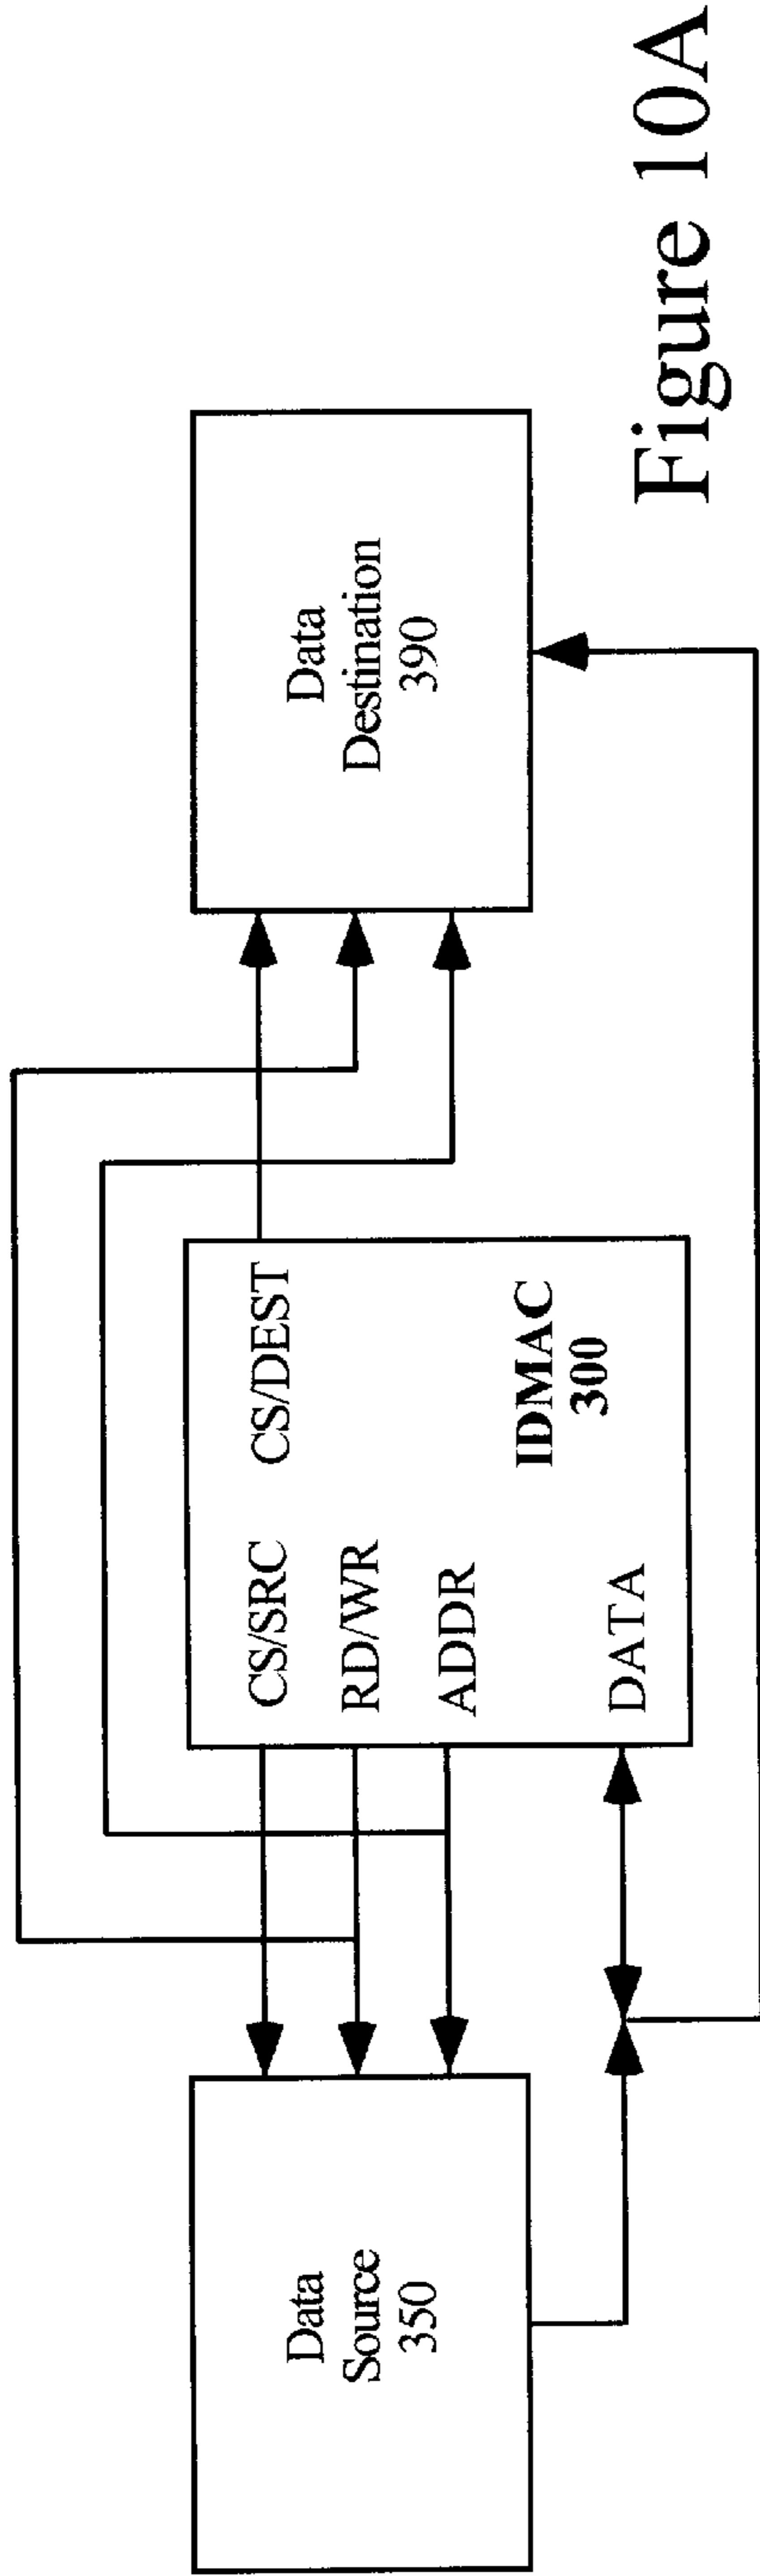 Data
Source
350
CS/SRC
RD/WR
ADDR
DATA
CS/DEST
IDMAC
300
Data
Destination
390
Figure 10A